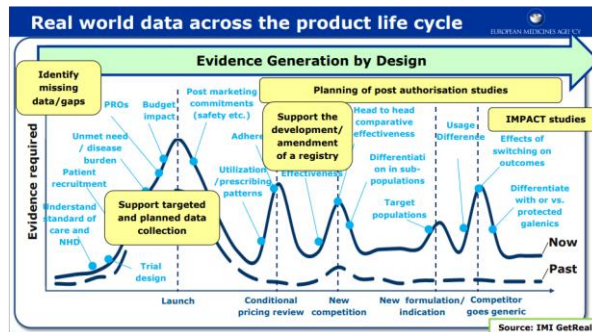 Real world data across the product life cycle
EUROPEAN MEDICINES AGENCY
Evidence Generation by Design
Identify
missing
data/gaps
Planning of post authorisation studies
PROs
Budget
impact
Post marketing
commitments
(safety etc.)
Unmet need
/ disease
burden
Patient
recruitment
Understand
standard of
care and
NHD
Trial
design
Support targeted
and planned data
collection
Adhere
Utilization
/prescribing
patterns
Support the
development/
amendment
of a registry
Effectiveness
Head to head
comparative
effectiveness
Differentiati
on in sub-
populations
Target
populations
Usage
Difference
IMPACT studies
Effects of
switching on
outcomes
Differentiate
with or vs.
protected
galenics
Evidence required
Now
Past
Launch
Conditional
pricing review
New
competition
New formulation/
indication
Competitor
goes generic
Source: IMI GetReal